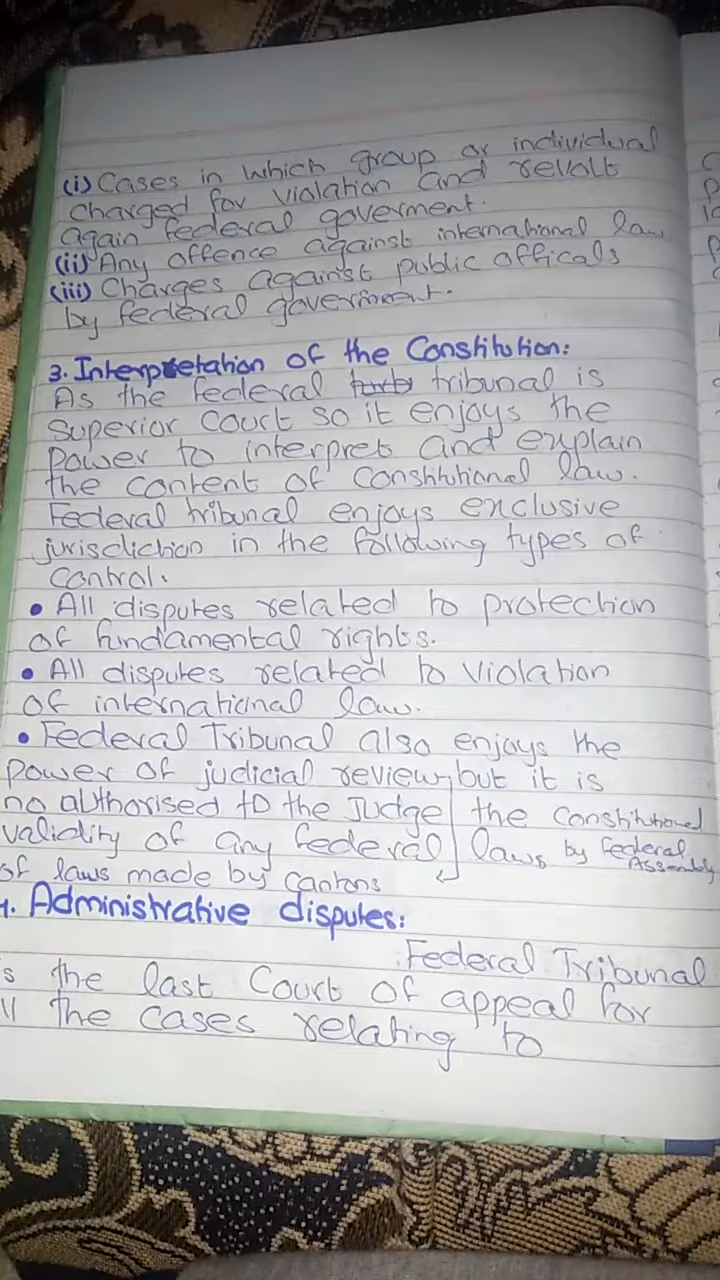 (i) Cases in which group or individual
charged for violation and revolt
again federal goverment.
(ii) Any offence against international law
(iii) Charges against public officals
by federal goverment.
3. Interpretation of the Constitution:
As the federal tribunal is
superior court so it enjoys the
power to interpret and explain
the content of constitutional law.
Federal tribunal enjoys exclusive
jurisdiction in the following types of
control.
• All disputes related to protection
of fundamental rights.
• All disputes related to violation
of international law.
• Federal Tribunal also enjoys the
power of judicial review, but it is
no authorised to the Judge the constitutional
validity of any federal laws by federal Assembly
of laws made by cantons
Administrative disputes:
Federal Tribunal
the last Court of appeal for
the cases relating to